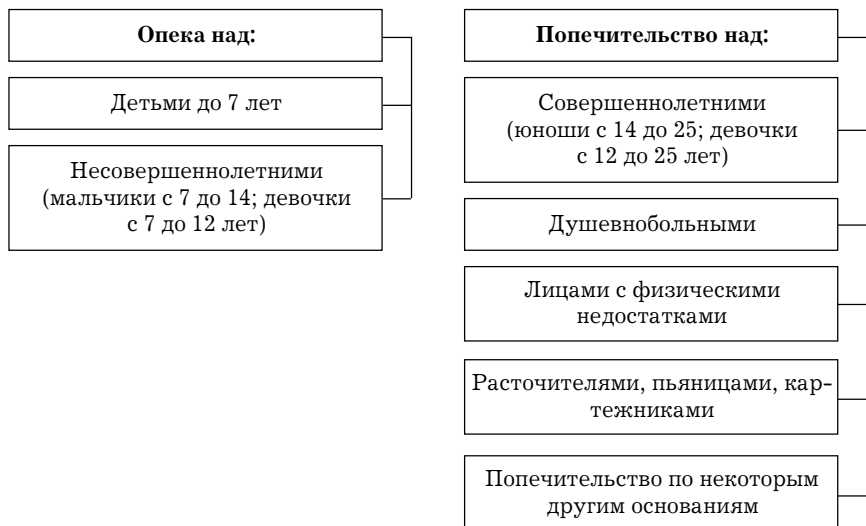 Опека над:
Детьми до 7 лет
Несовершеннолетними
(мальчики с 7 до 14; девочки
с 7 до 12 лет)
Попечительство над:
Совершеннолетними
(юноши с 14 до 25; девочки
с 12 до 25 лет)
Душевнобольными
Лицами с физическими
недостатками
Расточителями, пьяницами, кар-
тежниками
Попечительство по некоторым
другим основаниям